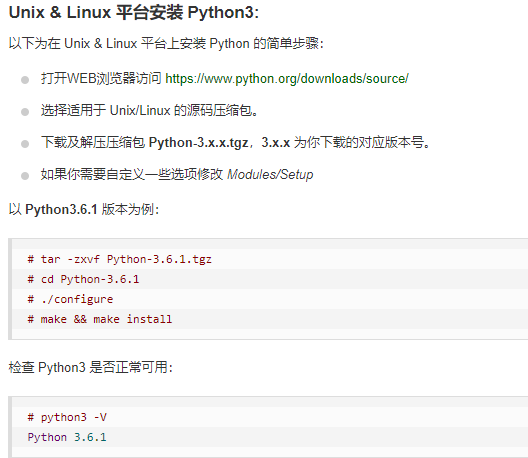 Unix & Linux 平台安装 Python3:
以下为在 Unix & Linux 平台上安装 Python 的简单步骤：
打开WEB浏览器访问 https://www.python.org/downloads/source/
选择适用于 Unix/Linux 的源码压缩包。
下载及解压压缩包 Python-3.x.x.tgz，3.x.x 为你下载的对应版本号。
如果你需要自定义一些选项修改 Modules/Setup
以 Python3.6.1 版本为例：
# tar -zxvf Python-3.6.1.tgz
# cd Python-3.6.1
# ./configure
# make && make install
检查 Python3 是否正常可用：
# python3 -V
Python 3.6.1